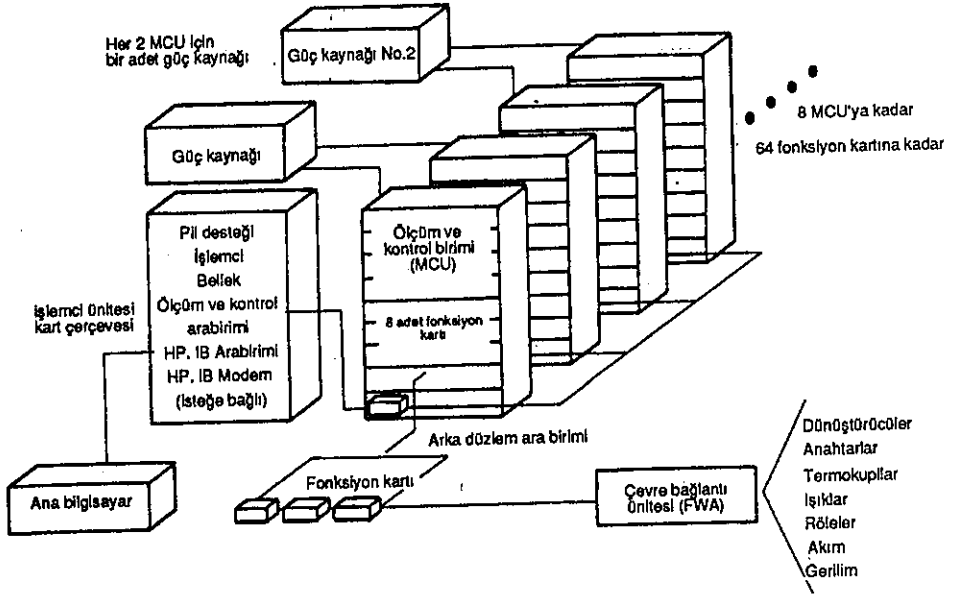 Her 2 MCU için
bir adet güç kaynağı
Güç kaynağı No.2
8 MCU'ya kadar
64 fonksiyon kartına kadar
Güç kaynağı
Pil desteği
İşlemci
Bellek
Ölçüm ve kontrol
arabirimi
HP. IB Arabirimi
HP. IB Modem
(isteğe bağlı)
işlemci ünitesi
kart çerçevesi
Ölçüm ve
kontrol birimi
(MCU)
8 adet fonksiyon
kartı
Arka düzlem ara birimi
Ana bilgisayar
Fonksiyon kartı
Çevre bağlantı
ünitesi (FWA)
Dönüştürücüler
Anahtarlar
Termokupllar
Işıklar
Röleler
Akım
Gerilim